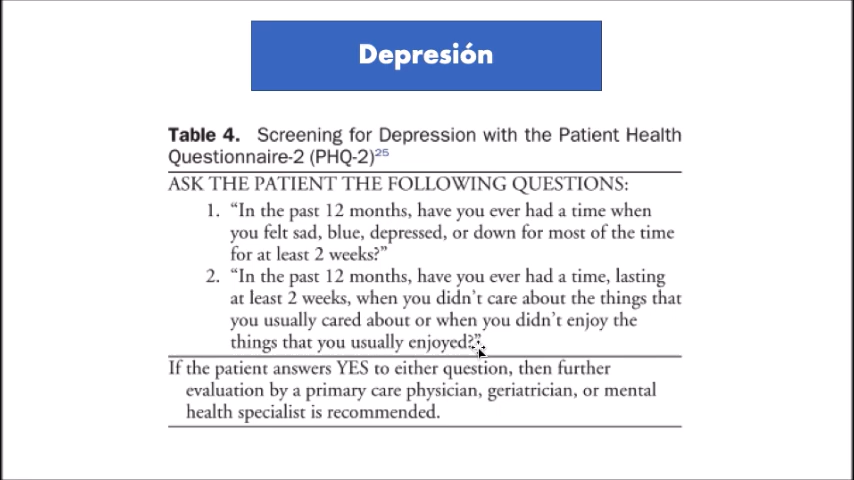 Depresión
Table 4. Screening for Depression with the Patient Health
Questionnaire-2 (PHQ-2)25
ASK THE PATIENT THE FOLLOWING QUESTIONS:
1. “In the past 12 months, have you ever had a time when
you felt sad, blue, depressed, or down for most of the time
for at least 2 weeks?”
2. “In the past 12 months, have you ever had a time, lasting
at least 2 weeks, when you didn’t care about the things that
you usually cared about or when you didn’t enjoy the
things that you usually enjoyed?”
If the patient answers YES to either question, then further
evaluation by a primary care physician, geriatrician, or mental
health specialist is recommended.